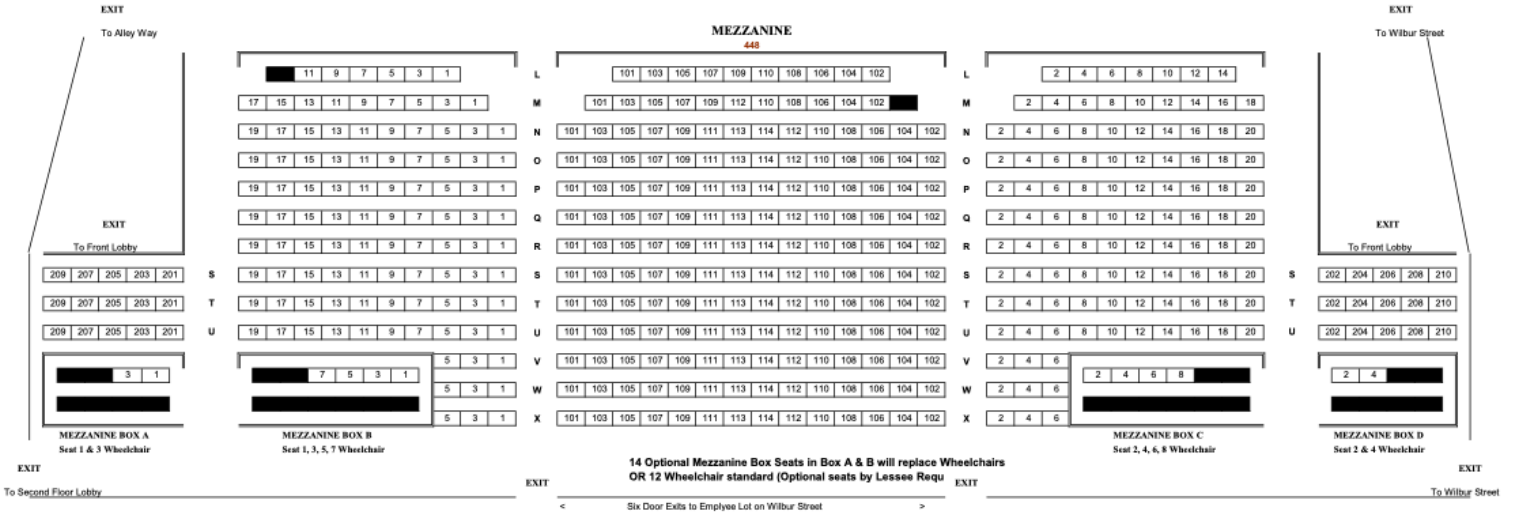 EXIT EXIT
To Alley Way MEZZANINE To Wilbur Street
448
11 9 7 5 3 1 L 101 103 105 107 109 110 108 106 104 102 L 2 4 6 8 10 12 14
17 15 13 11 9 7 5 3 1 M 101 103 105 107 109 112 110 108 106 104 102 M 2 4 6 8 10 12 14 16 18
19 17 15 13 11 9 7 5 3 1 N 101 103 105 107 109 111 113 114 112 110 108 106 104 102 N 2 4 6 8 10 12 14 16 18 20
19 17 15 13 11 9 7 5 3 1 O 101 103 105 107 109 111 113 114 112 110 108 106 104 102 O 2 4 6 8 10 12 14 16 18 20
19 17 15 13 11 9 7 5 3 1 P 101 103 105 107 109 111 113 114 112 110 108 106 104 102 P 2 4 6 8 10 12 14 16 18 20
EXIT 19 17 15 13 11 9 7 5 3 1 Q 101 103 105 107 109 111 113 114 112 110 108 106 104 102 Q 2 4 6 8 10 12 14 16 18 20 EXIT
To Front Lobby 19 17 15 13 11 9 7 5 3 1 R 101 103 105 107 109 111 113 114 112 110 108 106 104 102 R 2 4 6 8 10 12 14 16 18 20 To Front Lobby
209 207 205 203 201 S 19 17 15 13 11 9 7 5 3 1 S 101 103 105 107 109 111 113 114 112 110 108 106 104 102 S 2 4 6 8 10 12 14 16 18 20 S 202 204 206 208 210
209 207 205 203 201 T 19 17 15 13 11 9 7 5 3 1 T 101 103 105 107 109 111 113 114 112 110 108 106 104 102 T 2 4 6 8 10 12 14 16 18 20 T 202 204 206 208 210
209 207 205 203 201 U 19 17 15 13 11 9 7 5 3 1 U 101 103 105 107 109 111 113 114 112 110 108 106 104 102 U 2 4 6 8 10 12 14 16 18 20 U 202 204 206 208 210
5 3 1 V 101 103 105 107 109 111 113 114 112 110 108 106 104 102 V 2 4 6
3 1 7 5 3 1 2 4 6 8 2 4
5 3 1 W 101 103 105 107 109 111 113 114 112 110 108 106 104 102 W 2 4 6
5 3 1 X 101 103 105 107 109 111 113 114 112 110 108 106 104 102 X 2 4 6
MEZZANINE BOX A MEZZANINE BOX B MEZZANINE BOX C MEZZANINE BOX D
Seat 1 & 3 Wheelchair Seat 1, 3, 5, 7 Wheelchair Seat 2, 4, 6, 8 Wheelchair Seat 2 & 4 Wheelchair
14 Optional Mezzanine Box Seats in Box A & B will replace Wheelchairs
EXIT EXIT
OR 12 Wheelchair standard (Optional seats by Lessee Requ
EXIT EXIT
To Second Floor Lobby To Wilbur Street
< Six Door Exits to Emplyee Lot on Wilbur Street >